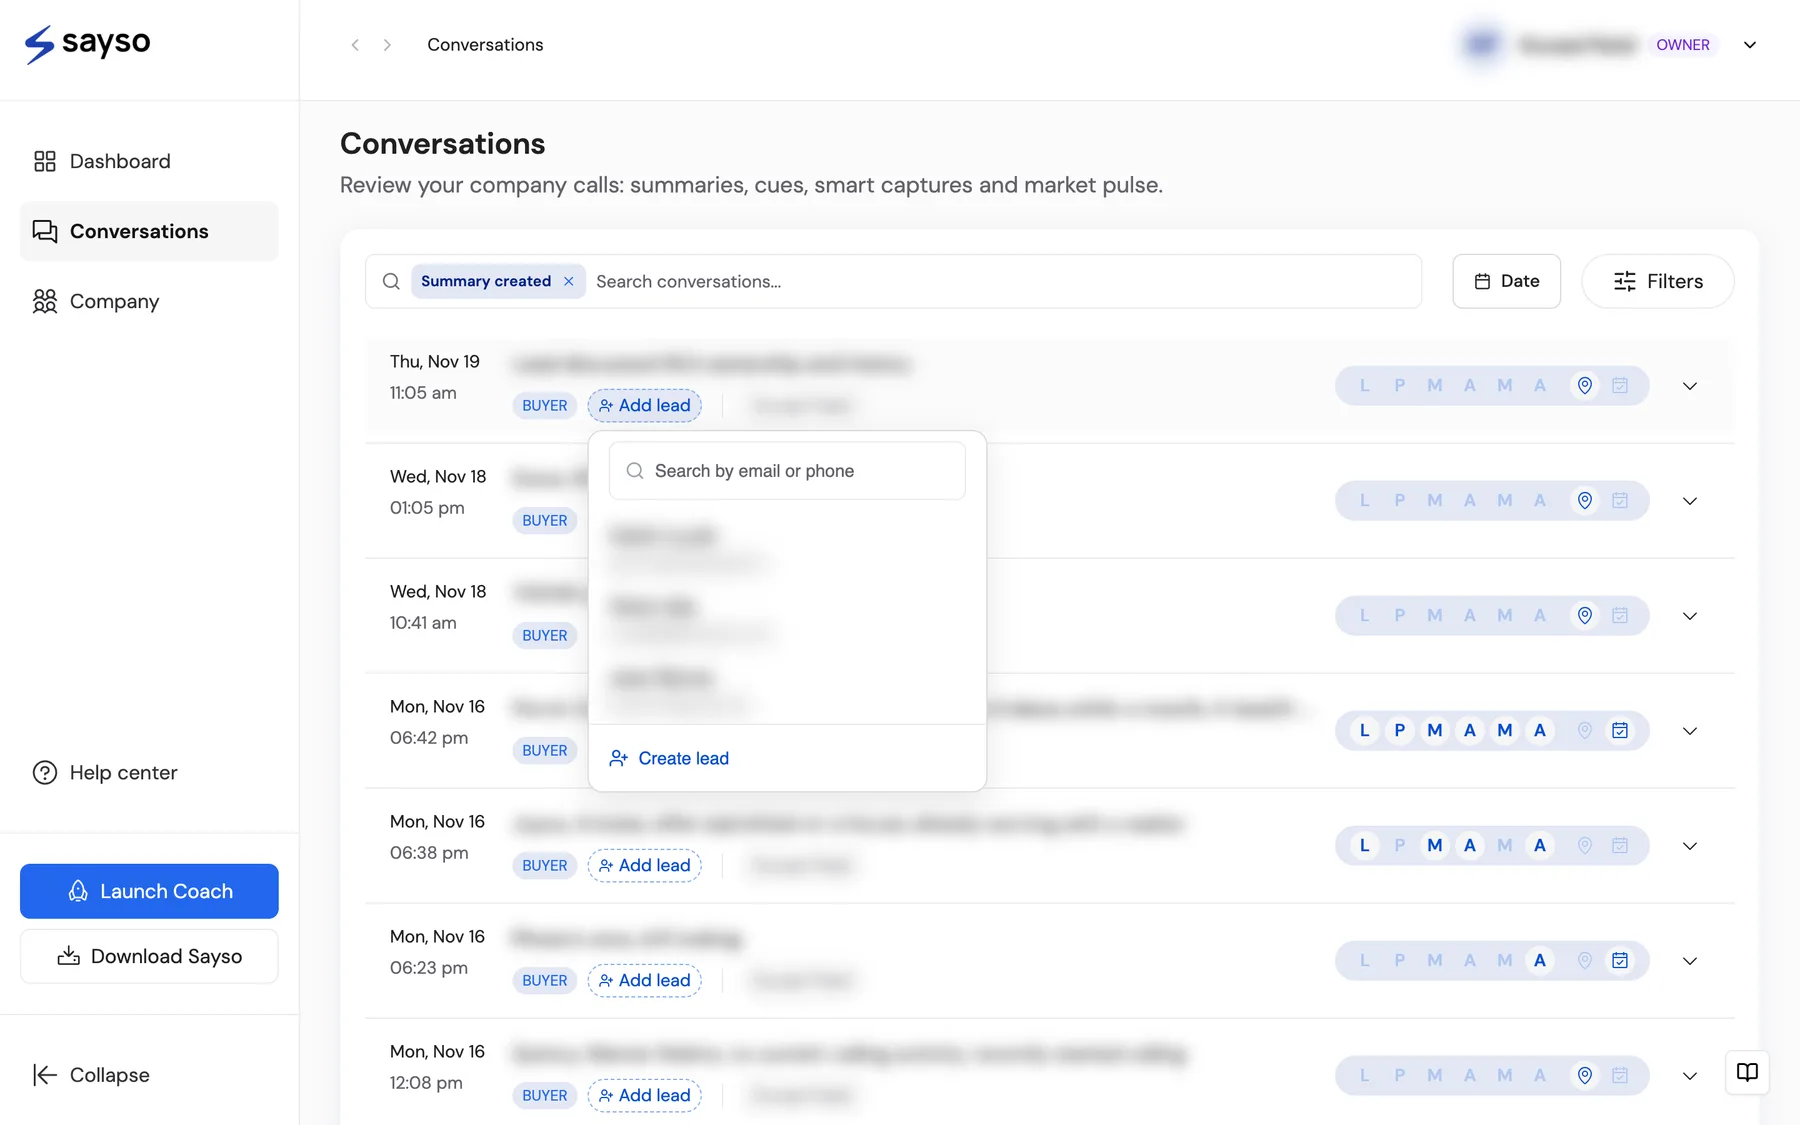 sayso
Conversations
OWNER
Dashboard
Conversations
Company
Help center
Launch Coach
Download Sayso
Collapse
Conversations
Review your company calls: summaries, cues, smart captures and market pulse.
Summary created
Search conversations...
Date
Filters
Thu, Nov 19
11:05 am
BUYER
Add lead
L P M A M A
Search by email or phone
Create lead
Wed, Nov 18
01:05 pm
BUYER
L P M A M A
Wed, Nov 18
10:41 am
BUYER
L P M A M A
Mon, Nov 16
06:42 pm
BUYER
L P M A M A
Mon, Nov 16
06:38 pm
BUYER
Add lead
L P M A M A
Mon, Nov 16
06:23 pm
BUYER
Add lead
L P M A M A
Mon, Nov 16
12:08 pm
BUYER
Add lead
L P M A M A